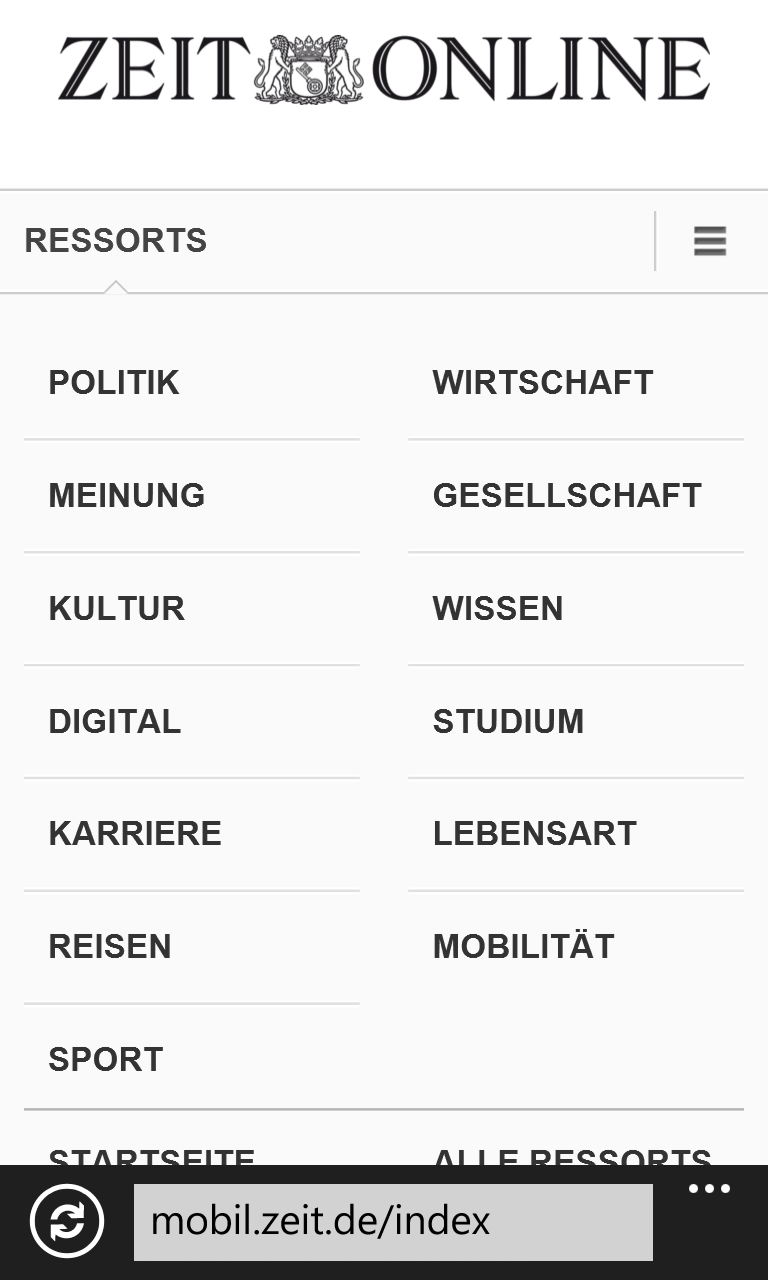 ZEIT ONLINE
RESSORTS
POLITIK WIRTSCHAFT
MEINUNG GESELLSCHAFT
KULTUR WISSEN
DIGITAL STUDIUM
KARRIERE LEBENSART
REISEN MOBILITÄT
SPORT
STARTSEITE ALLE RESSORTS
mobil.zeit.de/index